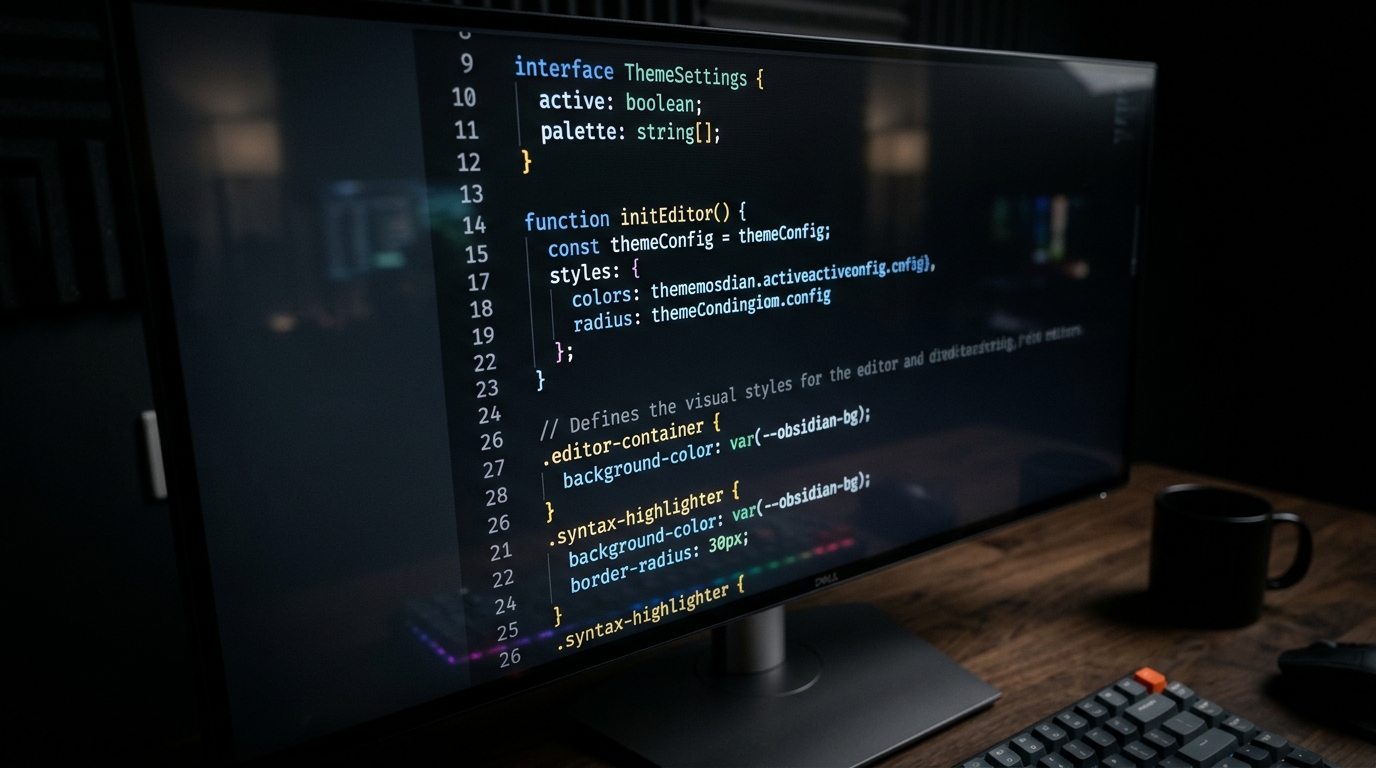 9 interface ThemeSettings {
10 active: boolean;
11 palette: string[];
12 }
13
14 function initEditor() {
15 const themeConfig = themeConfig;
17 styles: {
18 colors: thememosdian.activeactiveonfig.cnfig},
19 radius: themeCondingiom.config
22 };
23 }
24
26 // Defines the visual styles for the editor and
27 .editor-container {
28 background-color: var(--obsidian-bg);
26 }
21 .syntax-highlighter {
22 background-color: var(--obsidian-bg);
24 border-radius: 30px;
25 }
26 .syntax-highlighter {
DELL